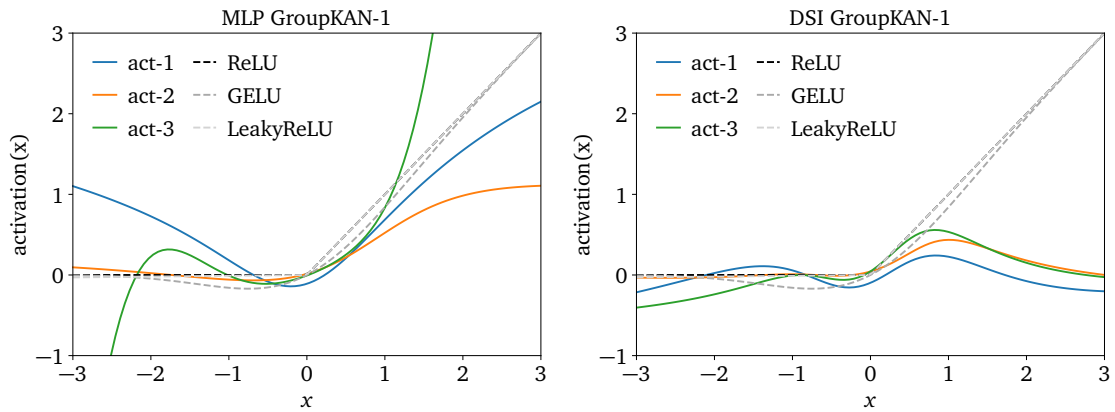 MLP GroupKAN-1
3
2
1
0
−1
activation(x)
act-1 ReLU
act-2 GELU
act-3 LeakyReLU
−3 −2 −1 0 1 2 3
x
DSI GroupKAN-1
3
2
1
0
−1
activation(x)
act-1 ReLU
act-2 GELU
act-3 LeakyReLU
−3 −2 −1 0 1 2 3
x